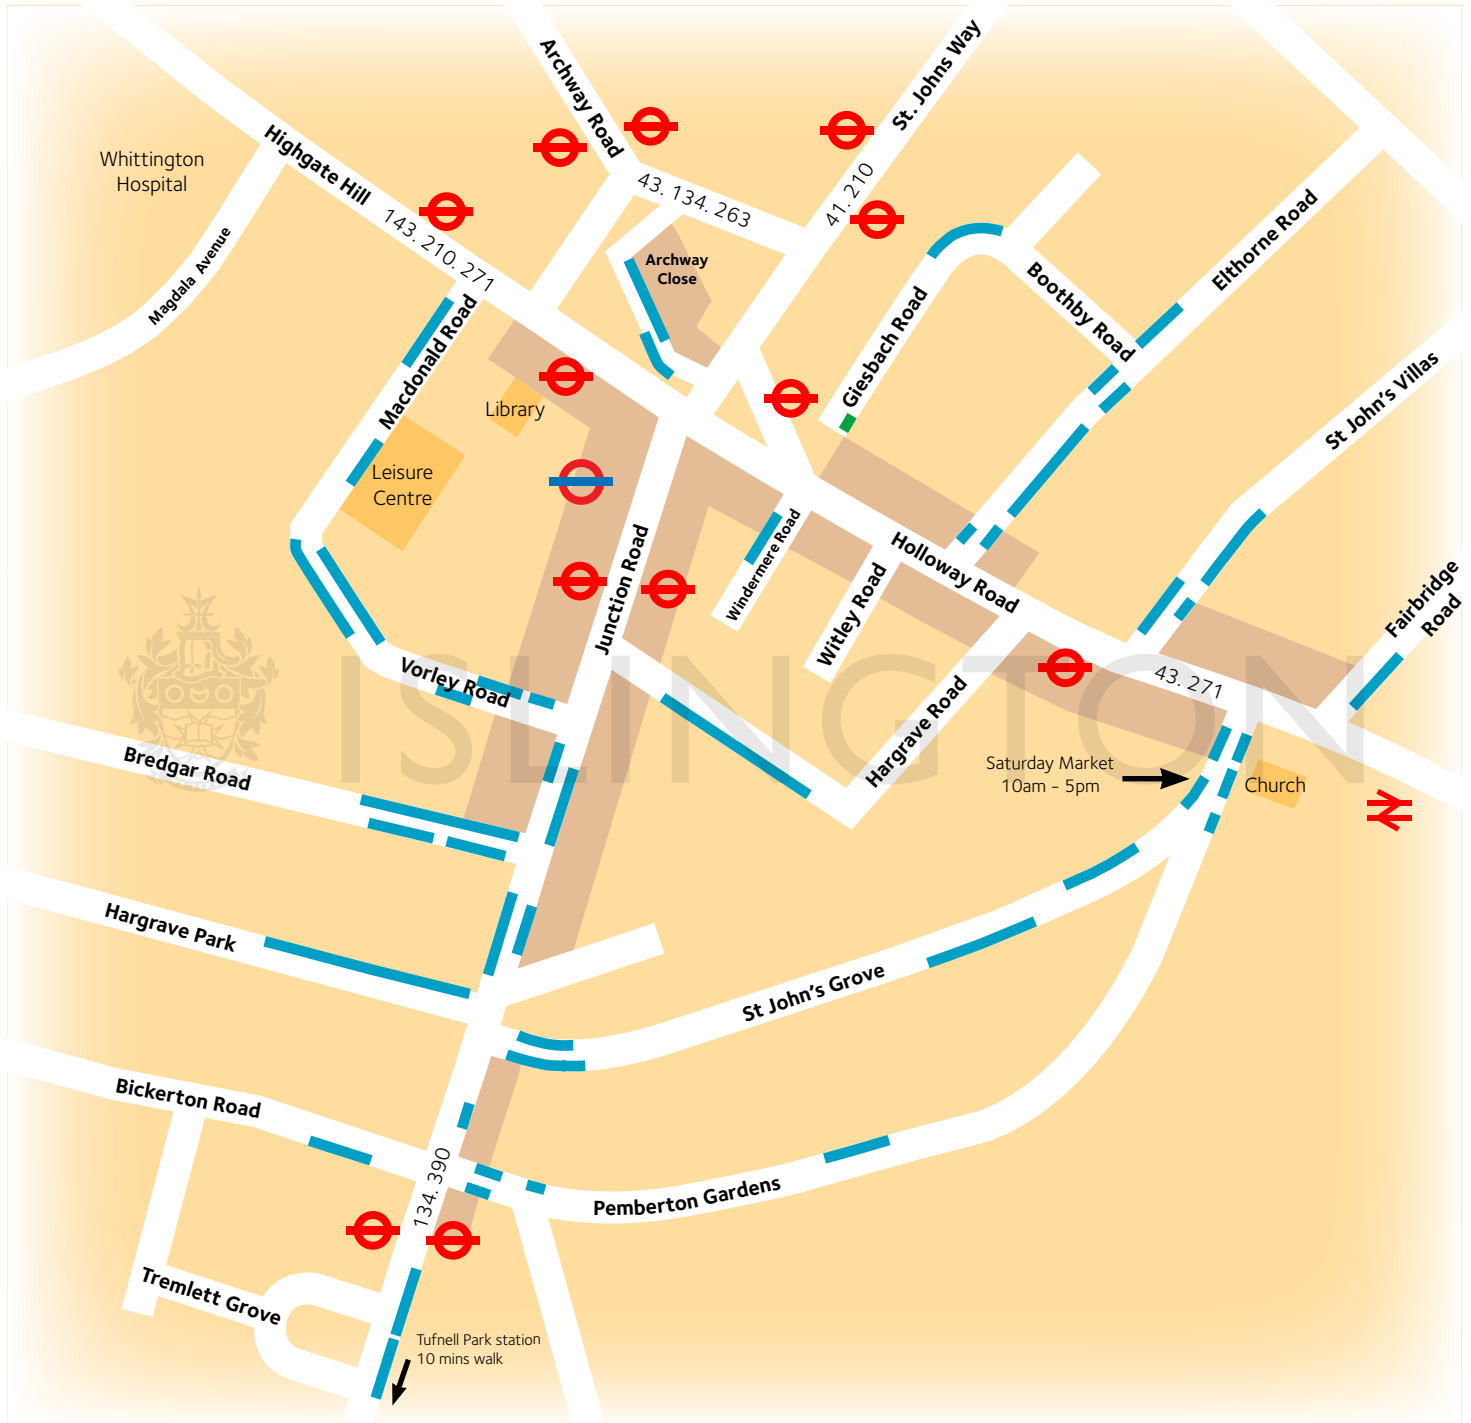 Archway Road
St. Johns Way
Highgate Hill
Whittington
Hospital
43. 134. 263
41. 210
143. 210. 271
Magdala Avenue
Archway
Close
Elthorne Road
Boothby Road
Giesbach Road
Macdonald Road
Library
Leisure
Centre
St John's Villas
Junction Road
Windermere Road
Witley Road
Holloway Road
Fairbridge
Road
Vorley Road
43. 271
Hargrave Road
ISLINGTON
Bredgar Road
Saturday Market
10am - 5pm
Church
Hargrave Park
St John's Grove
Bickerton Road
134. 390
Pemberton Gardens
Tremlett Grove
Tufnell Park station
10 mins walk